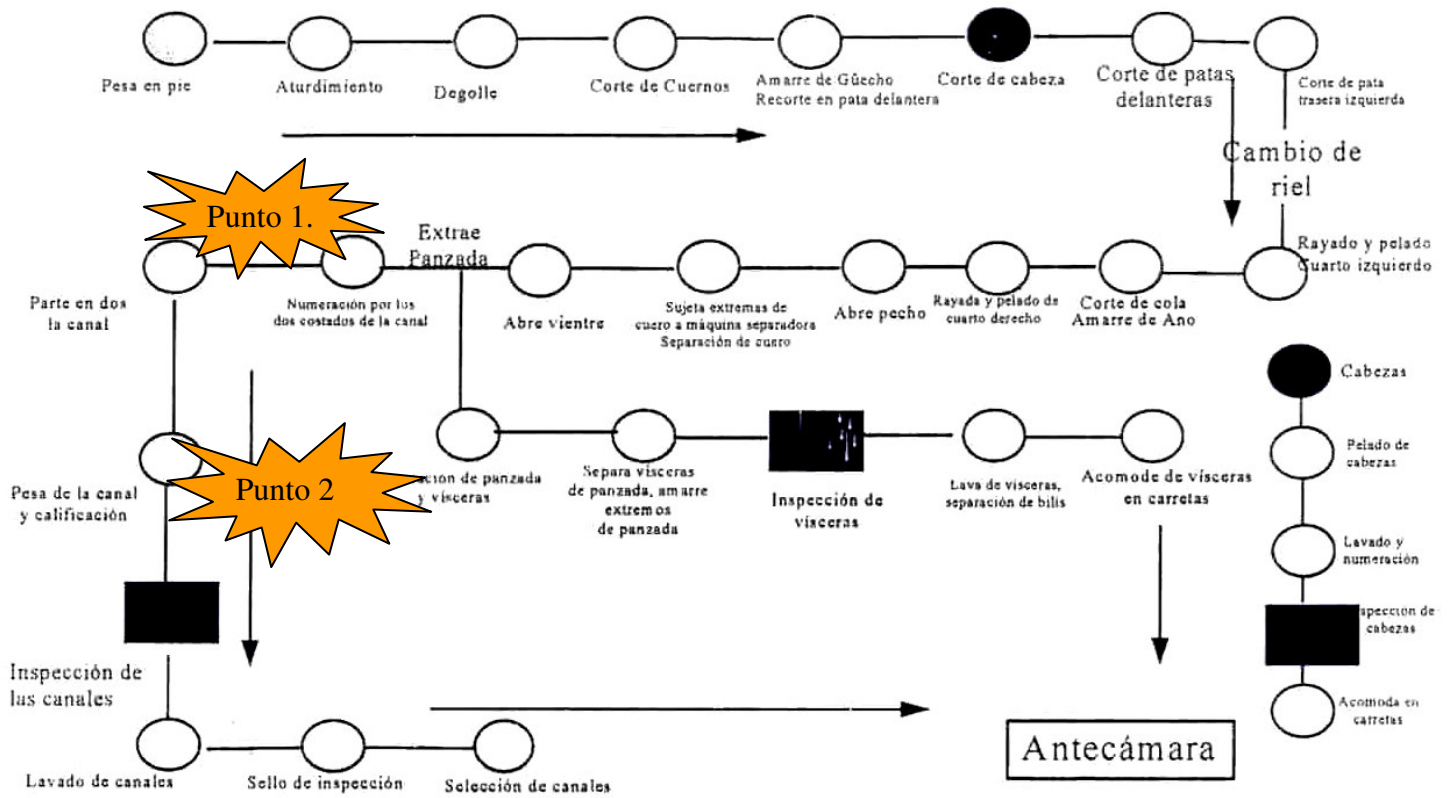 Pesa en pie
Aturdimiento
Degolle
Corte de Cuernos
Amarre de Güecho
Recorte en pata delantera
Corte de cabeza
Corte de patas
delanteras
Corte de pata
trasera izquierda
Cambio de
riel
Punto 1.
Parte en dos
la canal
Numeración por los
dos costados de la canal
Extrae
Panzada
Abre vientre
Sujeta extremas de
cuero a máquina separadora
Separación de cuero
Abre pecho
Rayada y pelado de
cuarto derecho
Corte de cola
Amarre de Ano
Rayado y pelado
Cuarto izquierdo
Punto 2
Pesa de la canal
y calificación
ación de panzada
y vísceras
Separa vísceras
de panzada, amarre
extremos
de panzada
Inspección de
vísceras
Lava de vísceras,
separación de bilis
Acomode de vísceras
en carretas
Cabezas
Pelado de
cabezas
Lavado y
numeración
spección de
cabezas
Acomoda en
carretas
Inspección de
las canales
Lavado de canales
Sello de inspección
Selección de canales
Antecámara